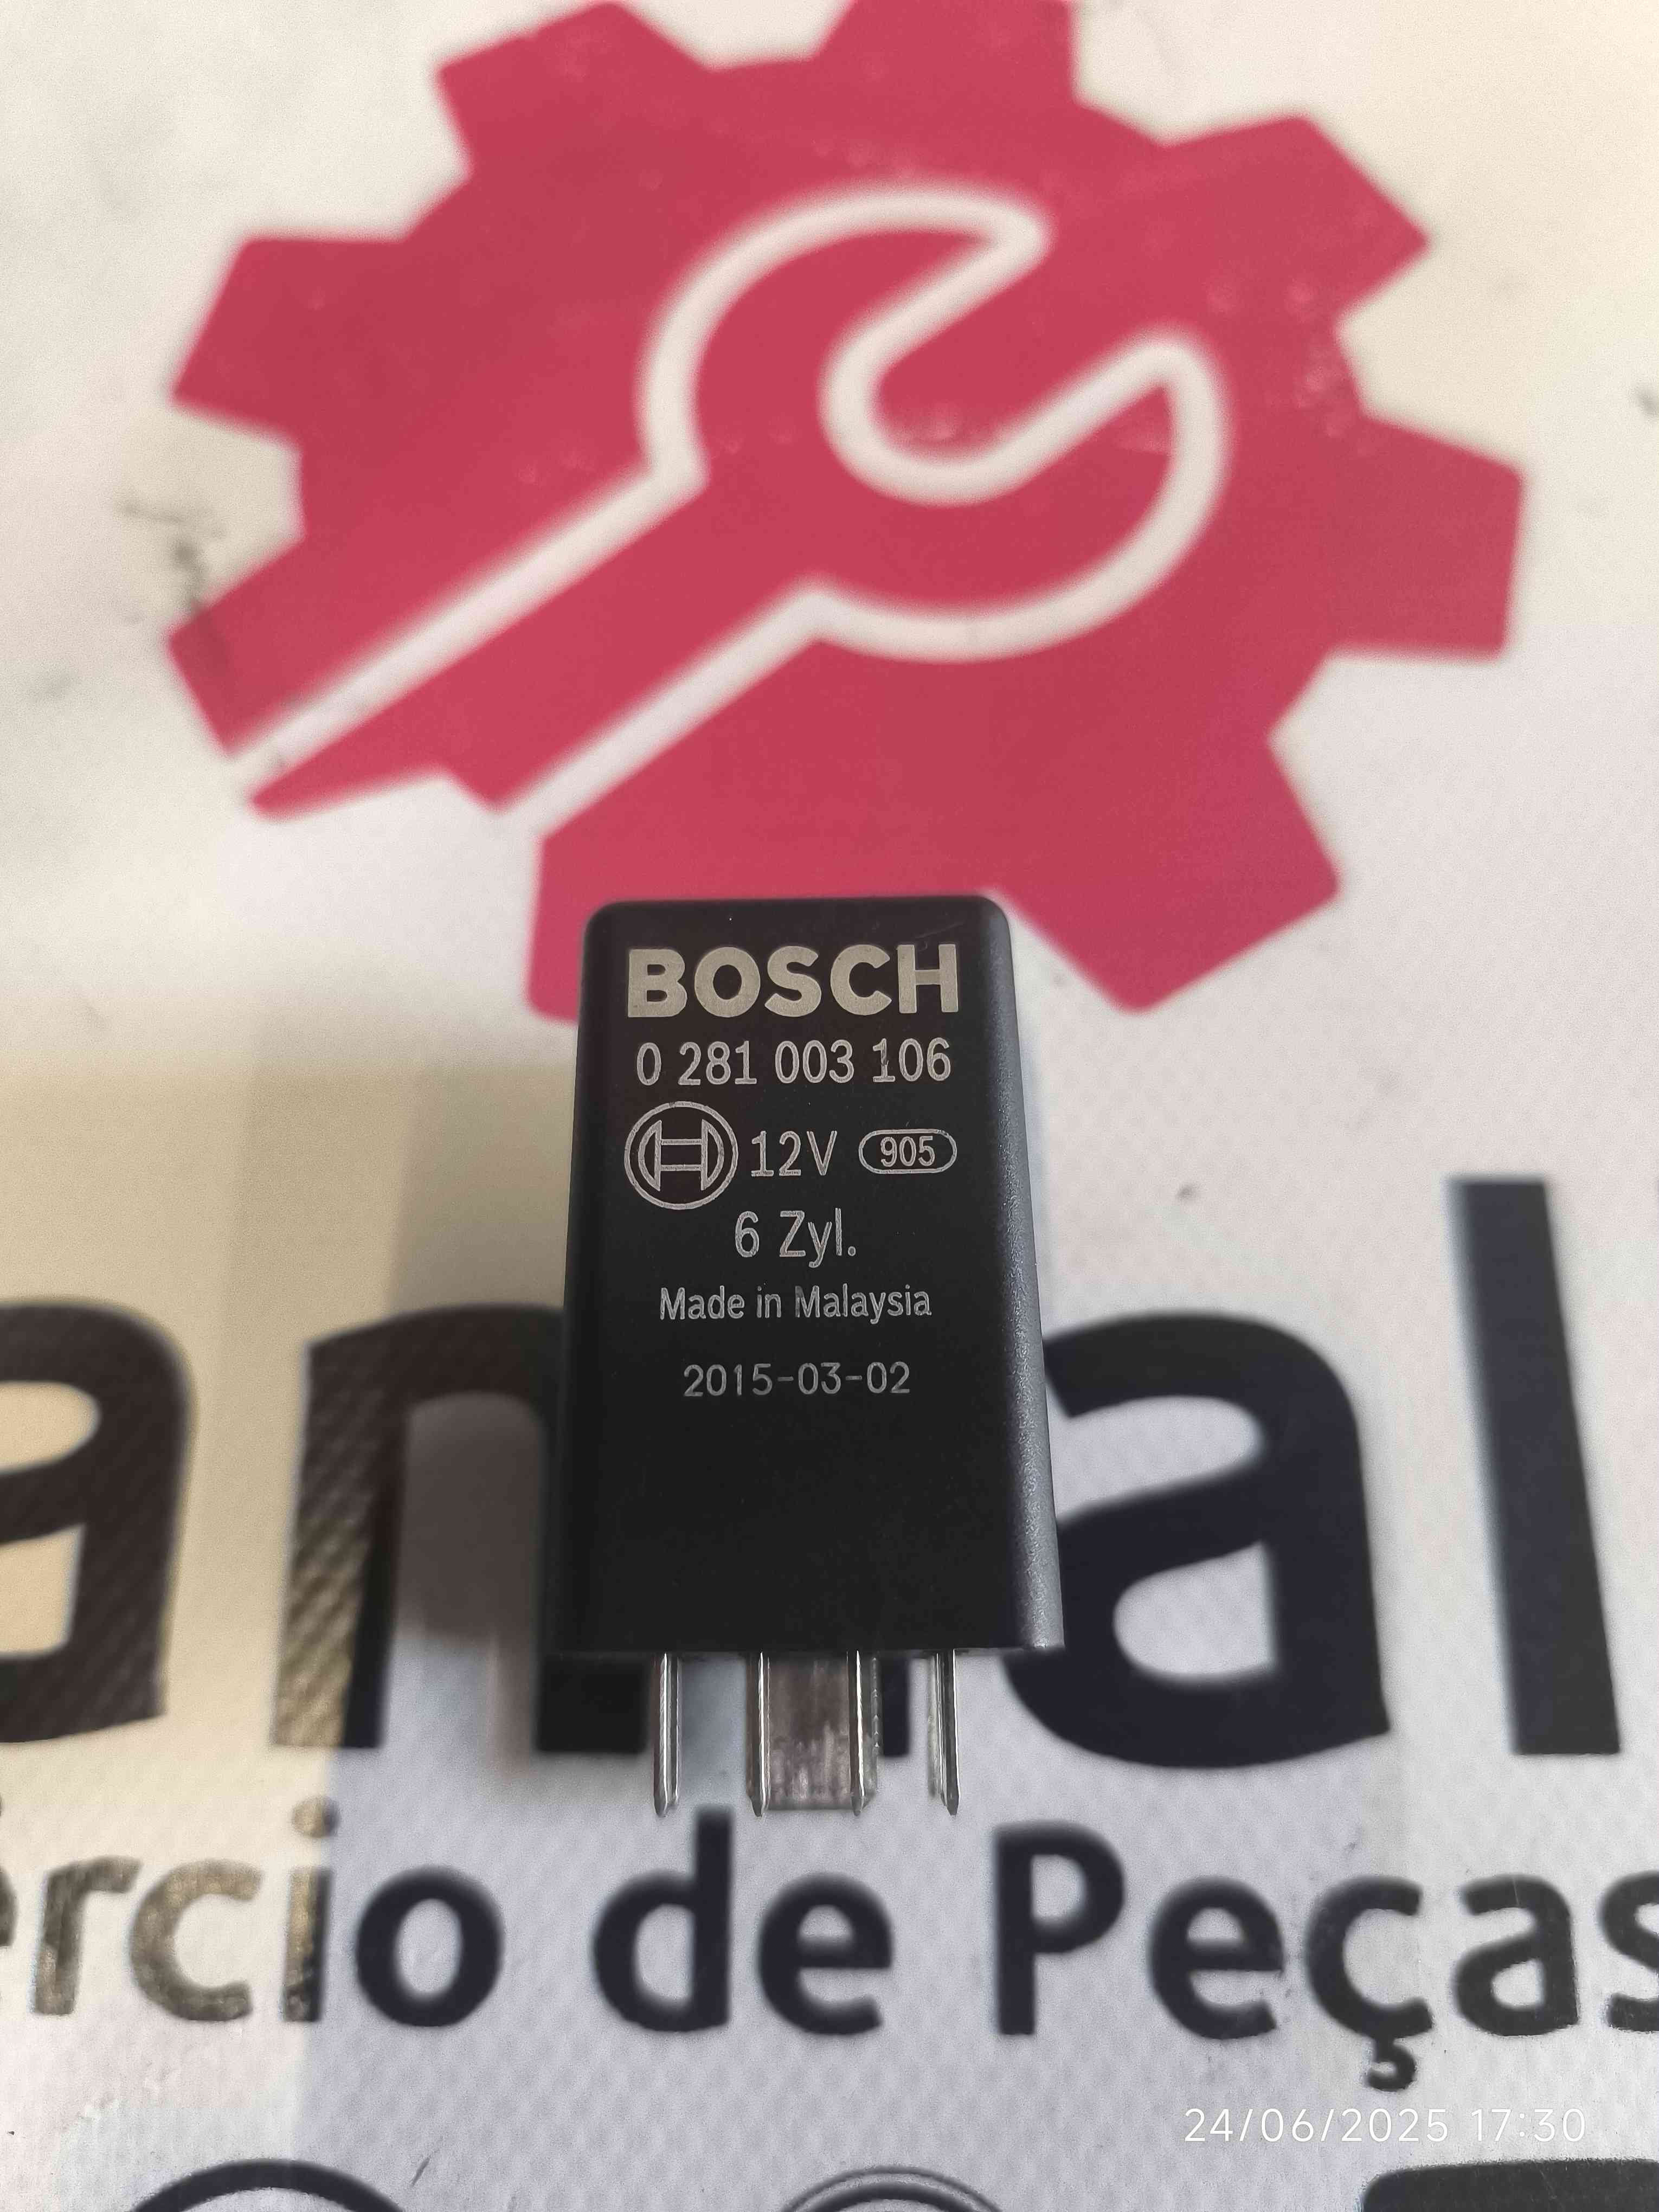 BOSCH
0 281 003 106
12V 905
6 Zyl.
Made in Malaysia
2015-03-02
ércio de Peças
24/06/2025 17:30